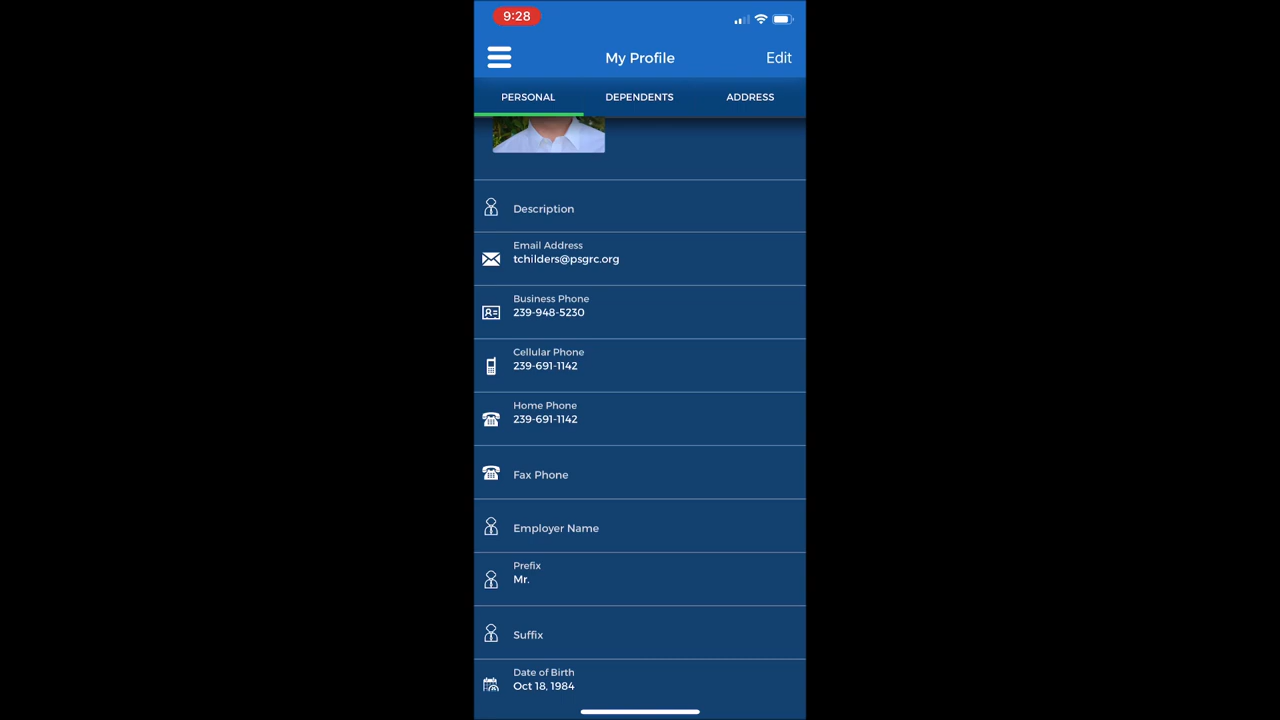 9:28
My Profile
Edit
PERSONAL
DEPENDENTS
ADDRESS
Description
Email Address
tchilders@psgrc.org
Business Phone
239-948-5230
Cellular Phone
239-691-1142
Home Phone
239-691-1142
Fax Phone
Employer Name
Prefix
Mr.
Suffix
Date of Birth
Oct 18, 1984